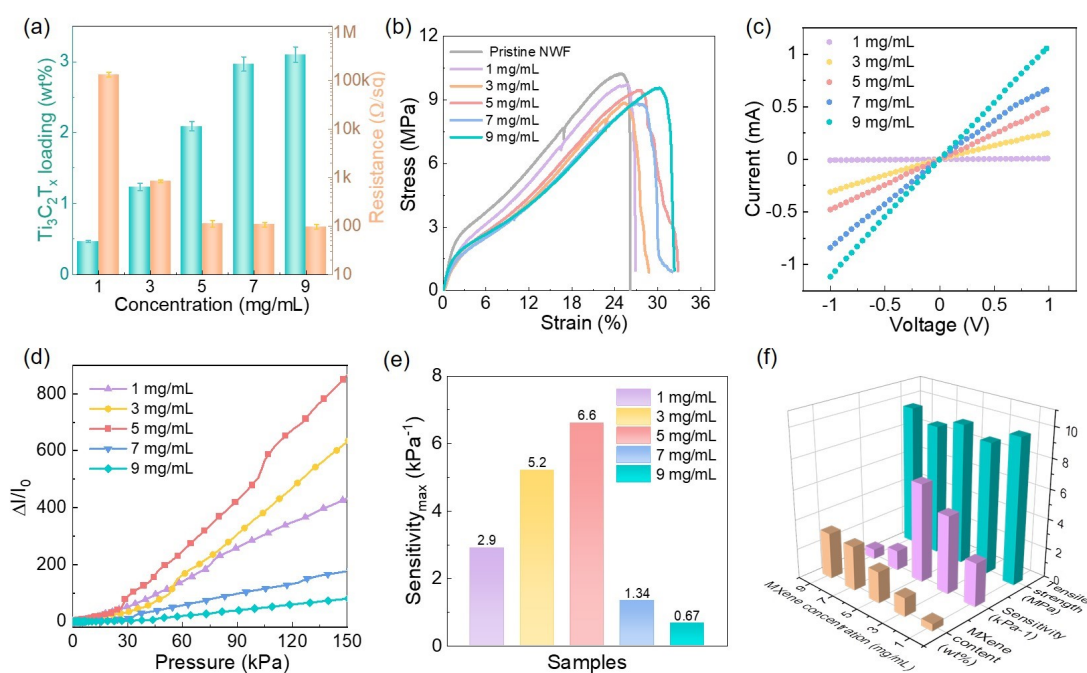 (a)
Ti₃C₂Tₓ loading (wt%)
3
2
1
0
1M
100k
10k
1k
100
10
Resistance (Ω/sq)
1 3 5 7 9
Concentration (mg/mL)
(b)
Stress (MPa)
12
9
6
3
0
Pristine NWF
1 mg/mL
3 mg/mL
5 mg/mL
7 mg/mL
9 mg/mL
0 6 12 18 24 30 36
Strain (%)
(c)
Current (mA)
1
0.5
0
-0.5
-1
1 mg/mL
3 mg/mL
5 mg/mL
7 mg/mL
9 mg/mL
-1 -0.5 0 0.5 1
Voltage (V)
(d)
ΔI/I₀
800
600
400
200
0
1 mg/mL
3 mg/mL
5 mg/mL
7 mg/mL
9 mg/mL
0 30 60 90 120 150
Pressure (kPa)
(e)
Sensitivityₘₐₓ (kPa⁻¹)
8
6
4
2
0
2.9
5.2
6.6
1.34
0.67
1 mg/mL
3 mg/mL
5 mg/mL
7 mg/mL
9 mg/mL
Samples
(f)
10
8
6
4
2
0
9 7 5 3 1
MXene concentration (mg/mL)
MXene
content
(wt%)
Sensitivity
(kPa-1)
Tensile
strength
(MPa)